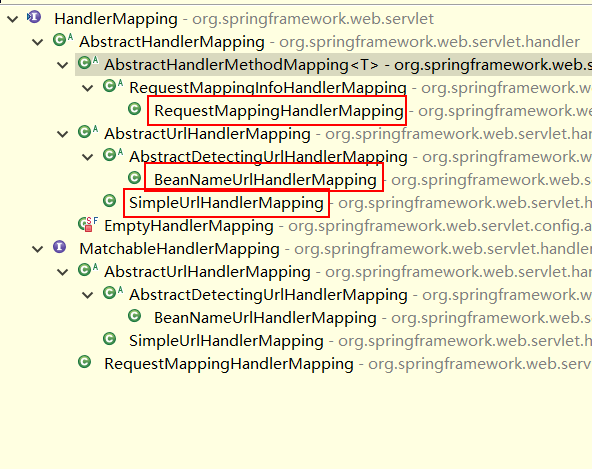 HandlerMapping - org.springframework.web.servlet
AbstractHandlerMapping - org.springframework.web.servlet.handler
AbstractHandlerMethodMapping<T> - org.springframework.web.s
RequestMappingInfoHandlerMapping - org.springframework.w
RequestMappingHandlerMapping - org.springframework.w
AbstractUrlHandlerMapping - org.springframework.web.servlet.ha
AbstractDetectingUrlHandlerMapping - org.springframework.w
BeanNameUrlHandlerMapping - org.springframework.web
SimpleUrlHandlerMapping - org.springframework.web.servlet.h
EmptyHandlerMapping - org.springframework.web.servlet.config.a
MatchableHandlerMapping - org.springframework.web.servlet.handler
AbstractUrlHandlerMapping - org.springframework.web.servlet.han
AbstractDetectingUrlHandlerMapping - org.springframework.w
BeanNameUrlHandlerMapping - org.springframework.web
SimpleUrlHandlerMapping - org.springframework.web.servlet.h
RequestMappingHandlerMapping - org.springframework.web.serv